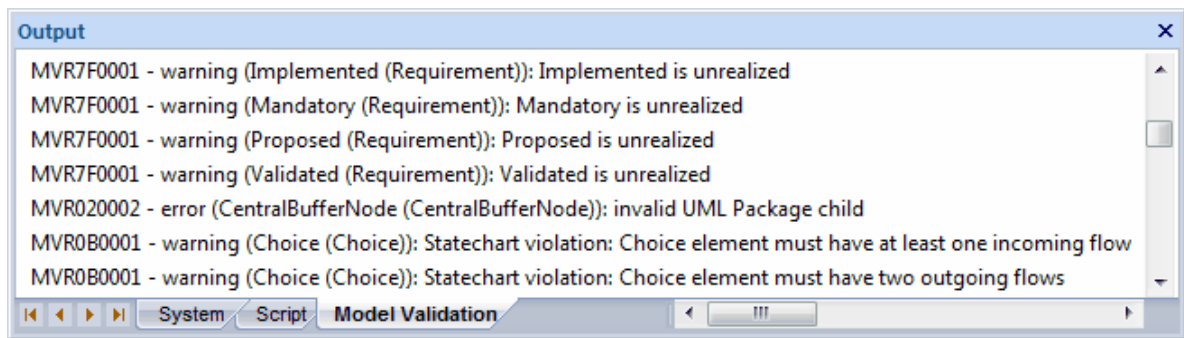 Output
MVR7F0001 - warning (Implemented (Requirement)): Implemented is unrealized
MVR7F0001 - warning (Mandatory (Requirement)): Mandatory is unrealized
MVR7F0001 - warning (Proposed (Requirement)): Proposed is unrealized
MVR7F0001 - warning (Validated (Requirement)): Validated is unrealized
MVR020002 - error (CentralBufferNode (CentralBufferNode)): invalid UML Package child
MVR0B0001 - warning (Choice (Choice)): Statechart violation: Choice element must have at least one incoming flow
MVR0B0001 - warning (Choice (Choice)): Statechart violation: Choice element must have two outgoing flows
System Script Model Validation